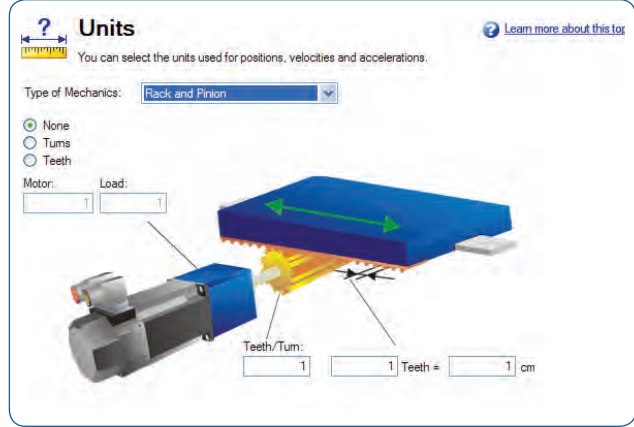 ?
Units
Learn more about this top
You can select the units used for positions, velocities and accelerations.
Type of Mechanics: Rack and Pinion
None
Turns
Teeth
Motor: Load:
1 1
Teeth/Turn:
1 1 Teeth = 1 cm